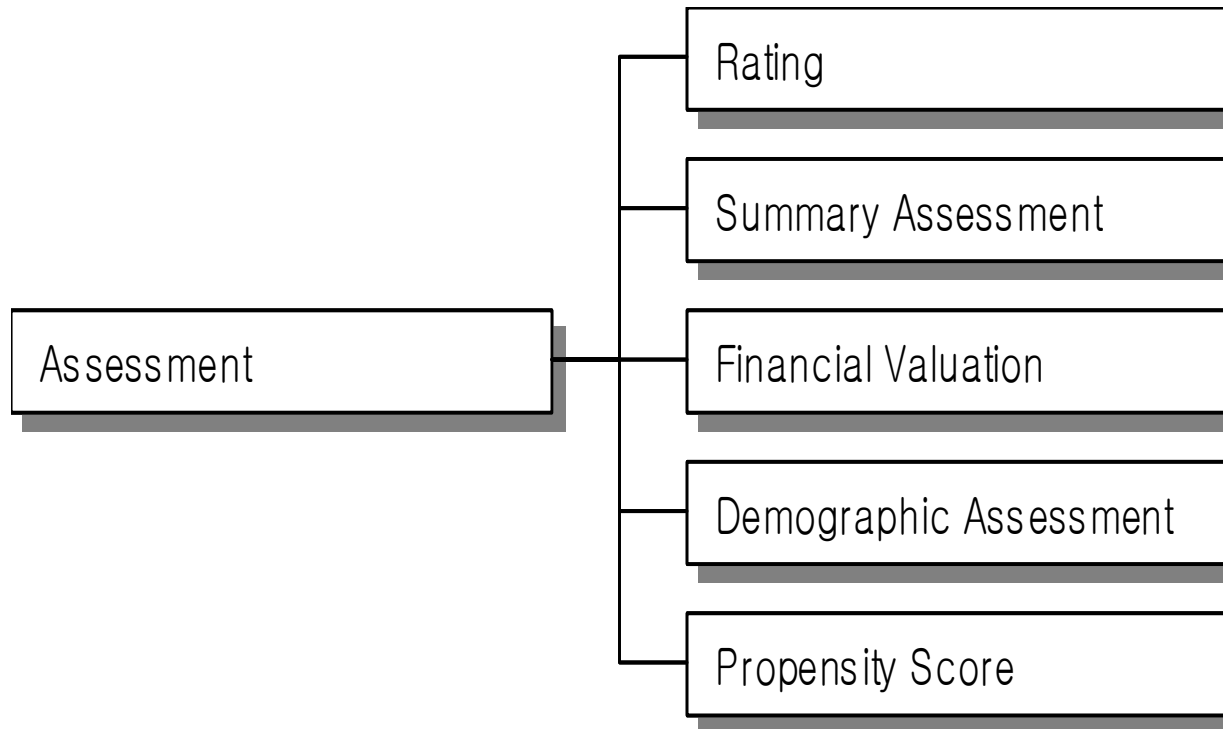 Rating
Summary Assessment
Assessment
Financial Valuation
Demographic Assessment
Propensity Score